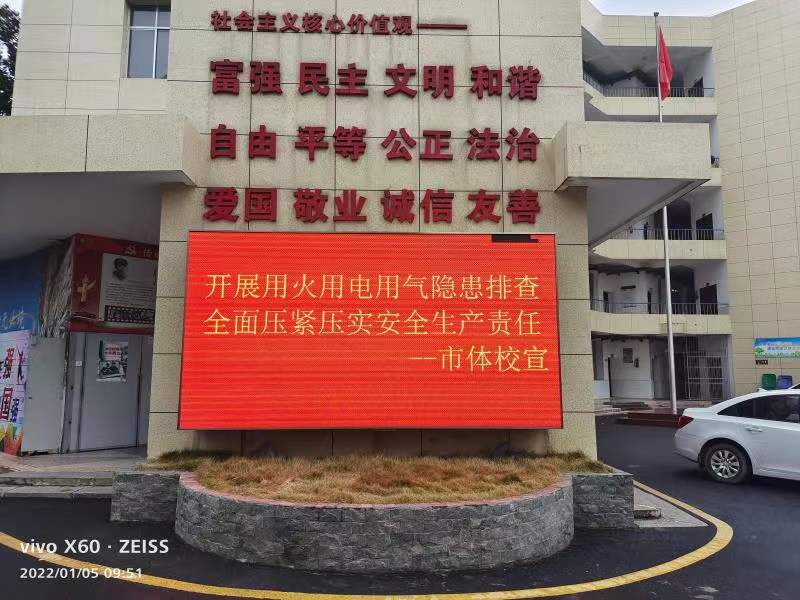 社会主义核心价值观——
富强 民主 文明 和谐
自由 平等 公正 法治
爱国 敬业 诚信 友善
开展用火用电用气隐患排查
全面压紧压实安全生产责任
--市体校宣
强
国
vivo X60 · ZEISS
2022/01/05 09:51